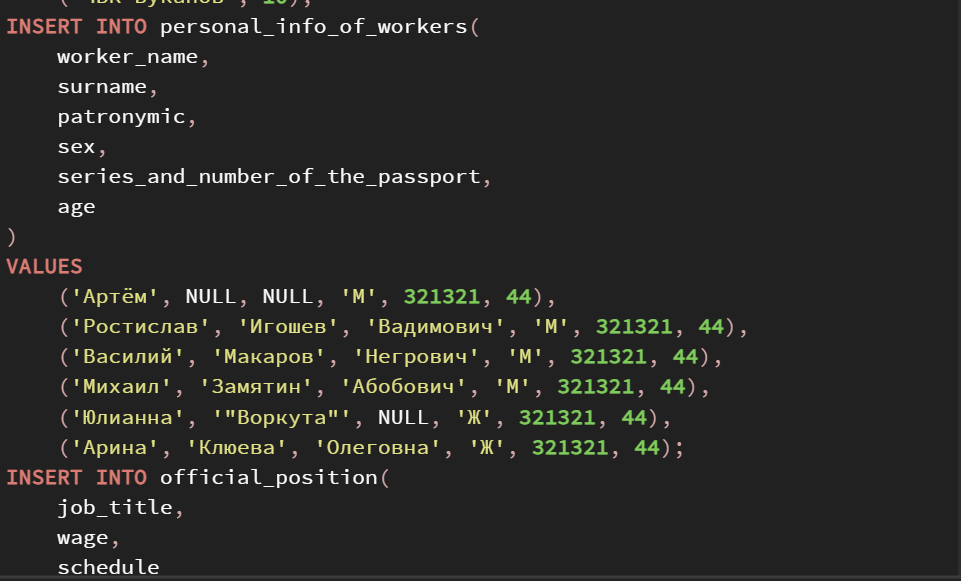 INSERT INTO personal_info_of_workers(
worker_name,
surname,
patronymic,
sex,
series_and_number_of_the_passport,
age
)
VALUES
('Артём', NULL, NULL, 'М', 321321, 44),
('Ростислав', 'Игошев', 'Вадимович', 'М', 321321, 44),
('Василий', 'Макаров', 'Негрович', 'М', 321321, 44),
('Михаил', 'Замятин', 'Абобович', 'М', 321321, 44),
('Юлианна', '"Воркута"', NULL, 'Ж', 321321, 44),
('Арина', 'Клюева', 'Олеговна', 'Ж', 321321, 44);
INSERT INTO official_position(
job_title,
wage,
schedule